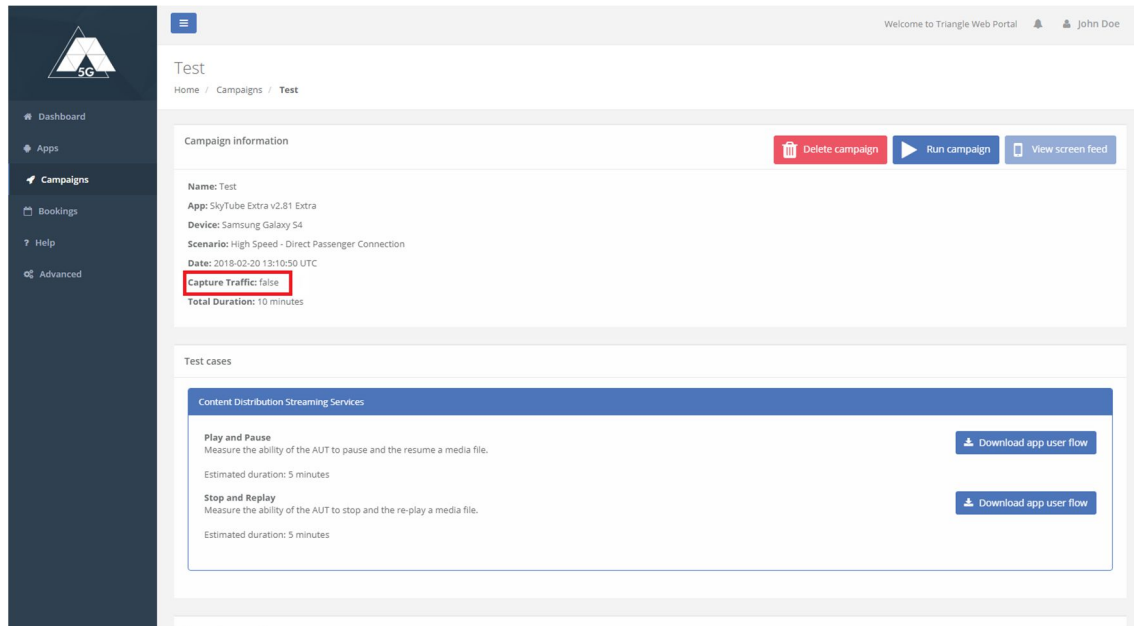 5G
Welcome to Triangle Web Portal
John Doe
Test
Home / Campaigns / Test
Dashboard
Apps
Campaigns
Bookings
? Help
Advanced
Campaign information
Delete campaign
Run campaign
View screen feed
Name: Test
App: SkyTube Extra v2.81 Extra
Device: Samsung Galaxy S4
Scenario: High Speed - Direct Passenger Connection
Date: 2018-02-20 13:10:50 UTC
Capture Traffic: false
Total Duration: 10 minutes
Test cases
Content Distribution Streaming Services
Play and Pause
Measure the ability of the AUT to pause and the resume a media file.
Estimated duration: 5 minutes
Download app user flow
Stop and Replay
Measure the ability of the AUT to stop and the re-play a media file.
Estimated duration: 5 minutes
Download app user flow